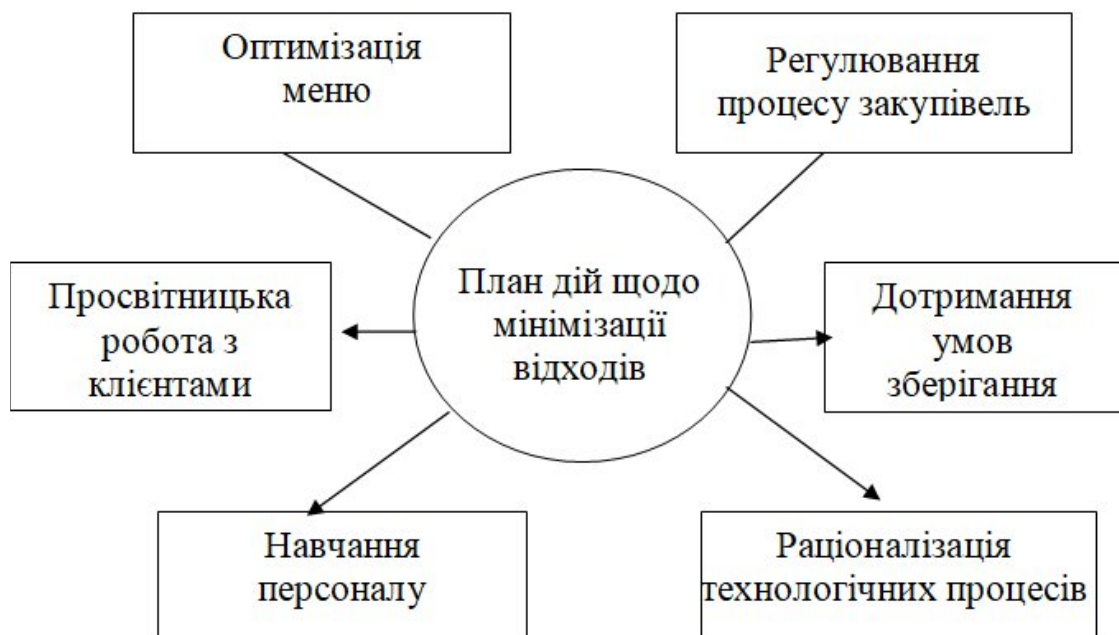 Оптимізація
меню
Регулювання
процесу закупівель
План дій щодо
мінімізації
відходів
Просвітницька
робота з
клієнтами
Дотримання
умов
зберігання
Навчання
персоналу
Раціоналізація
технологічних процесів